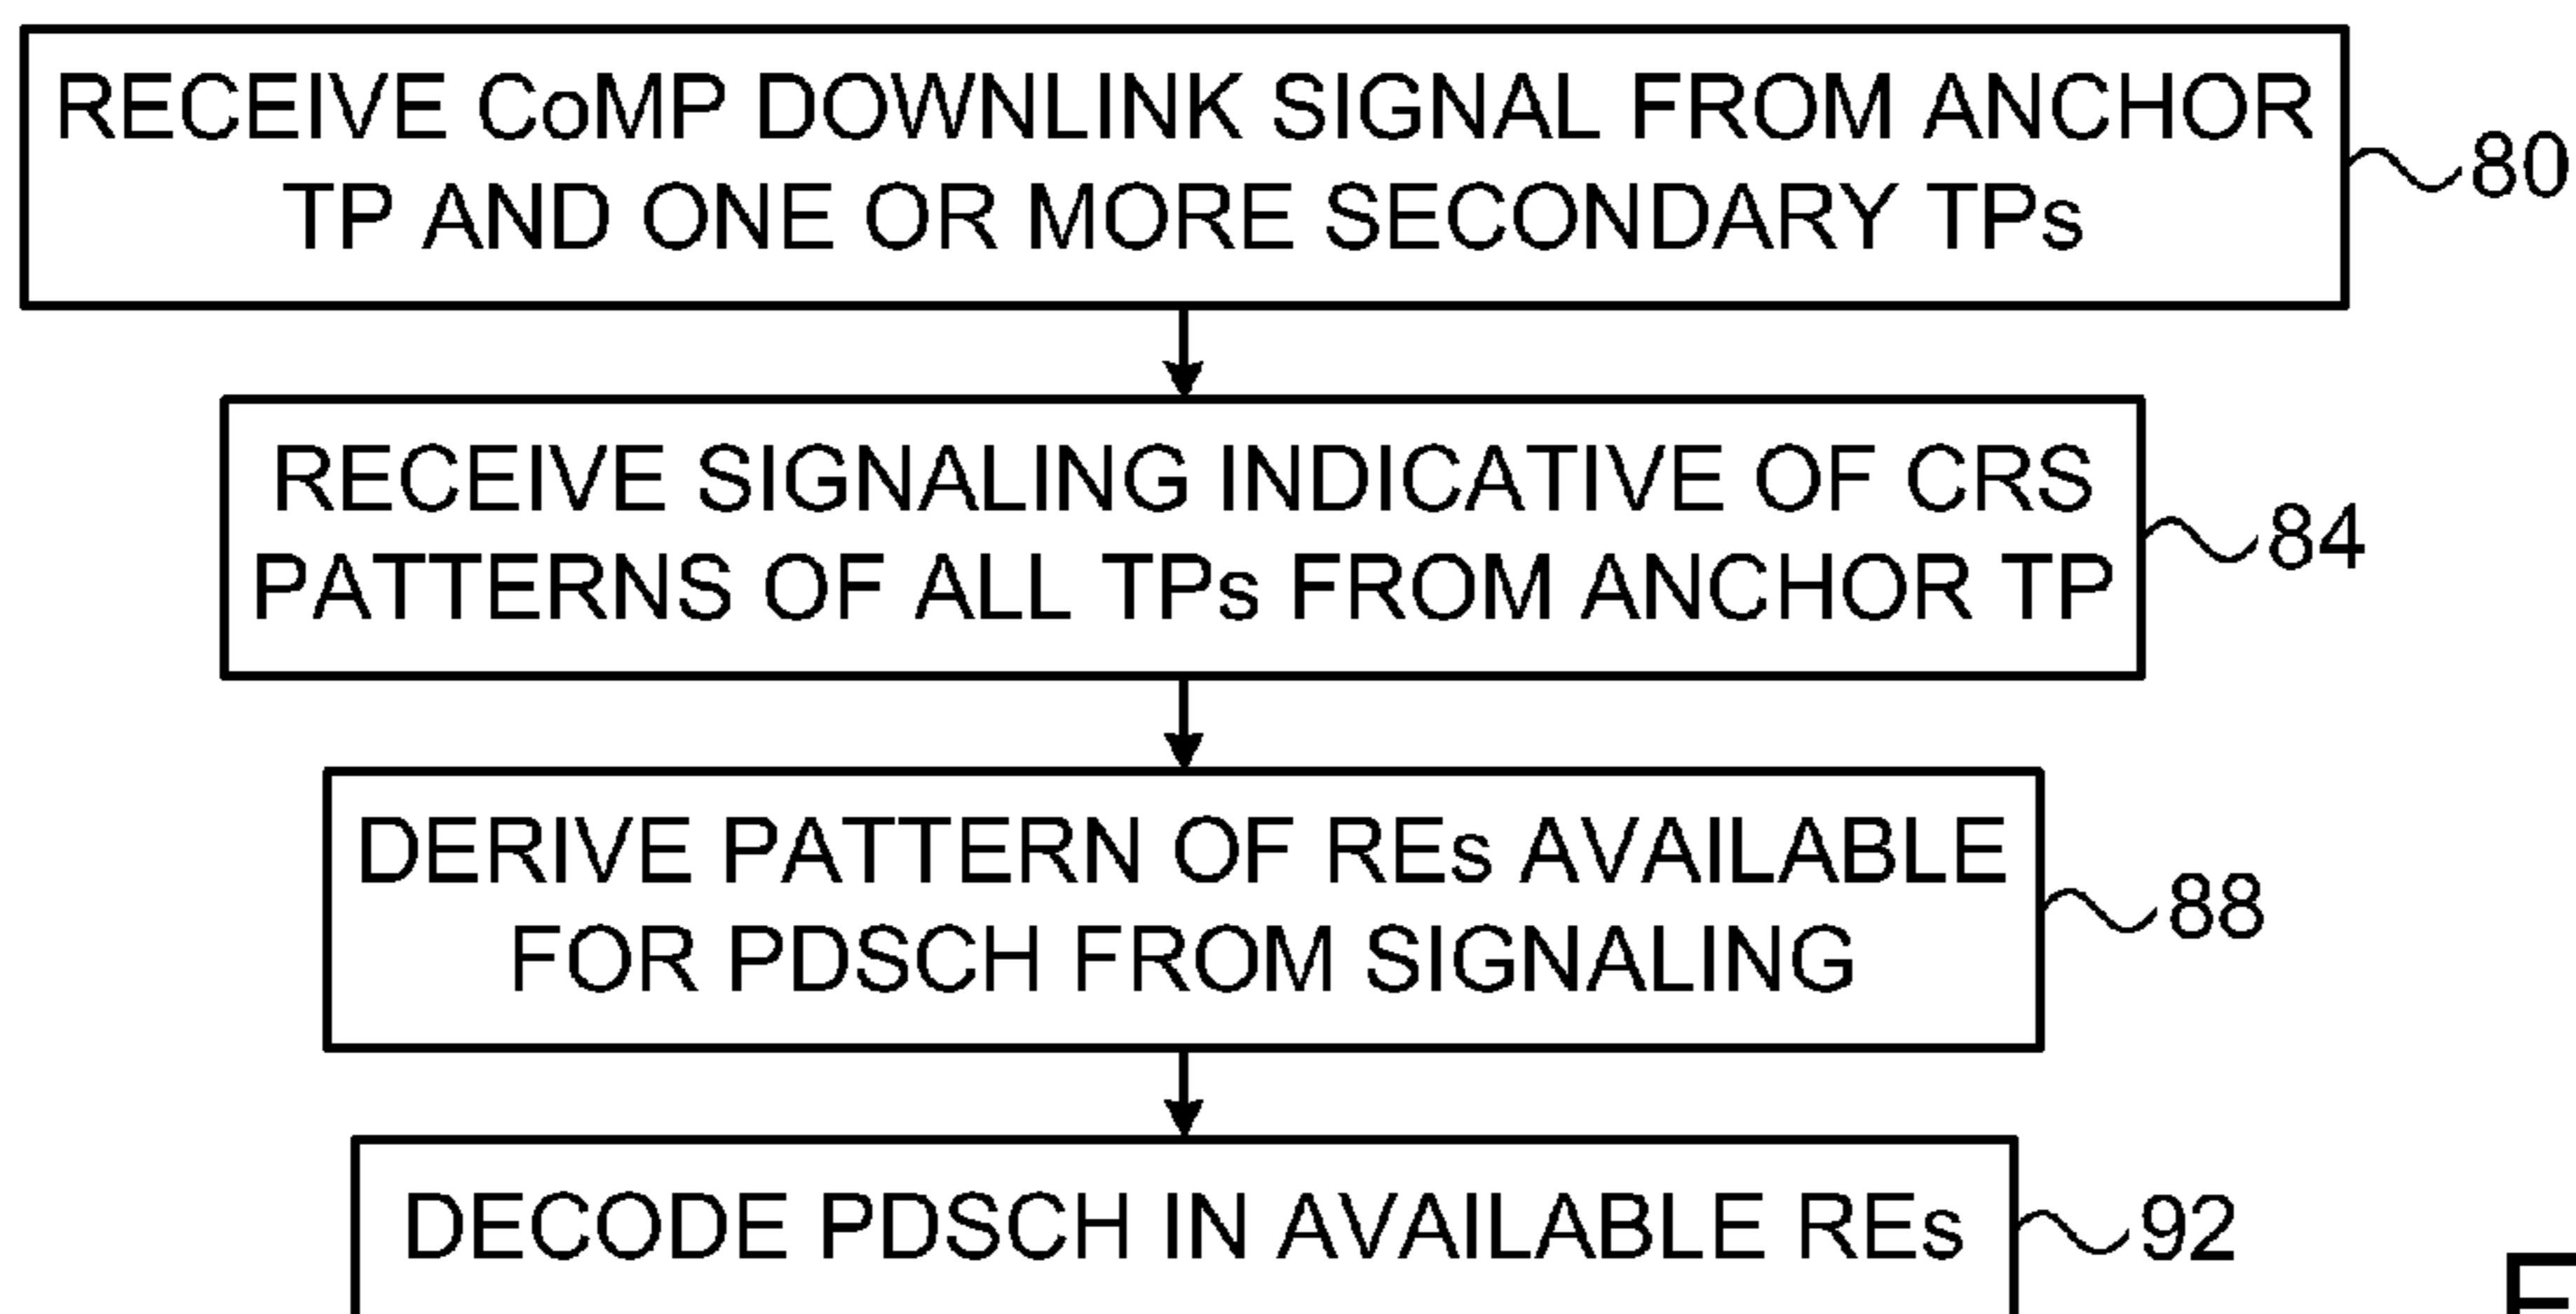 RECEIVE CoMP DOWNLINK SIGNAL FROM ANCHOR
TP AND ONE OR MORE SECONDARY TPs
80
RECEIVE SIGNALING INDICATIVE OF CRS
PATTERNS OF ALL TPs FROM ANCHOR TP
84
DERIVE PATTERN OF REs AVAILABLE
FOR PDSCH FROM SIGNALING
88
DECODE PDSCH IN AVAILABLE REs
92